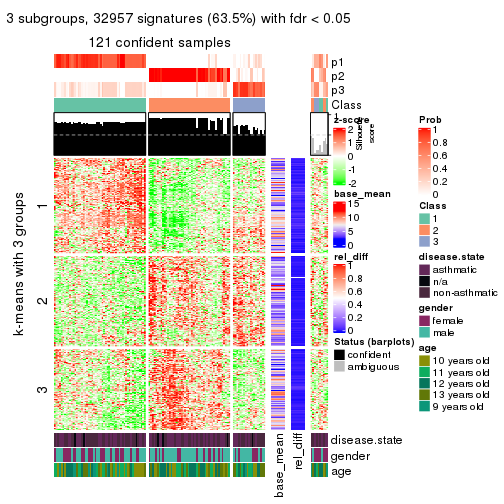 3 subgroups, 32957 signatures (63.5%) with fdr < 0.05
121 confident samples
p1
p2
p3
Class
z-score
2
1
0
-1
-2
Silhouette
score
base_mean
15
10
5
0
rel_diff
1
0.8
0.6
0.4
0.2
0
Status (barplots)
confident
ambiguous
Prob
1
0.8
0.6
0.4
0.2
0
Class
1
2
3
disease.state
asthmatic
n/a
non-asthmatic
gender
female
male
age
10 years old
11 years old
12 years old
13 years old
9 years old
k-means with 3 groups
1
2
3
disease.state
gender
age
base_mean
rel_diff